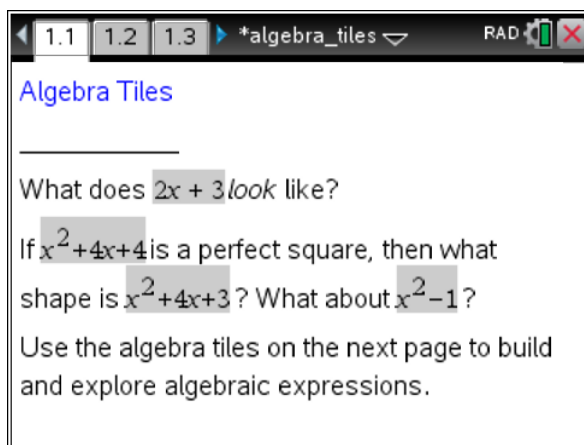 1.1 1.2 1.3 *algebra_tiles RAD
Algebra Tiles
What does 2x + 3 look like?
If x²+4x+4 is a perfect square, then what
shape is x²+4x+3 ? What about x²-1 ?
Use the algebra tiles on the next page to build
and explore algebraic expressions.